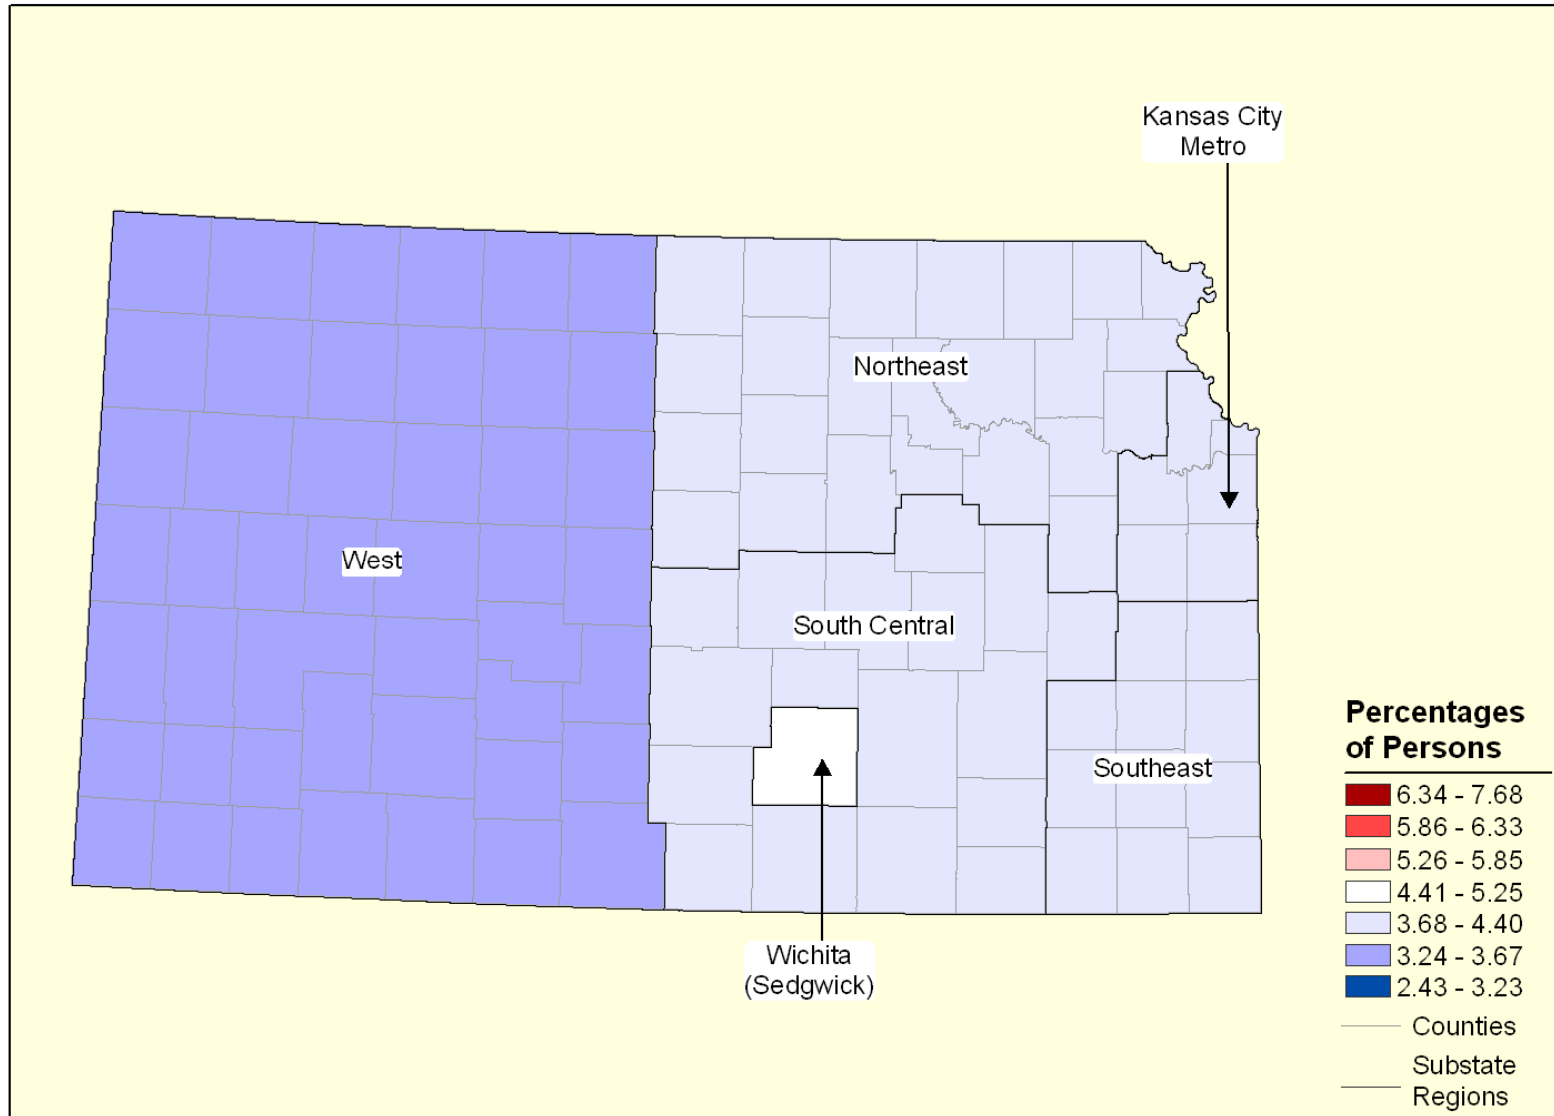 Kansas City
Metro
Northeast
West
South Central
Southeast
Wichita
(Sedgwick)
Percentages
of Persons
6.34 - 7.68
5.86 - 6.33
5.26 - 5.85
4.41 - 5.25
3.68 - 4.40
3.24 - 3.67
2.43 - 3.23
Counties
Substate
Regions